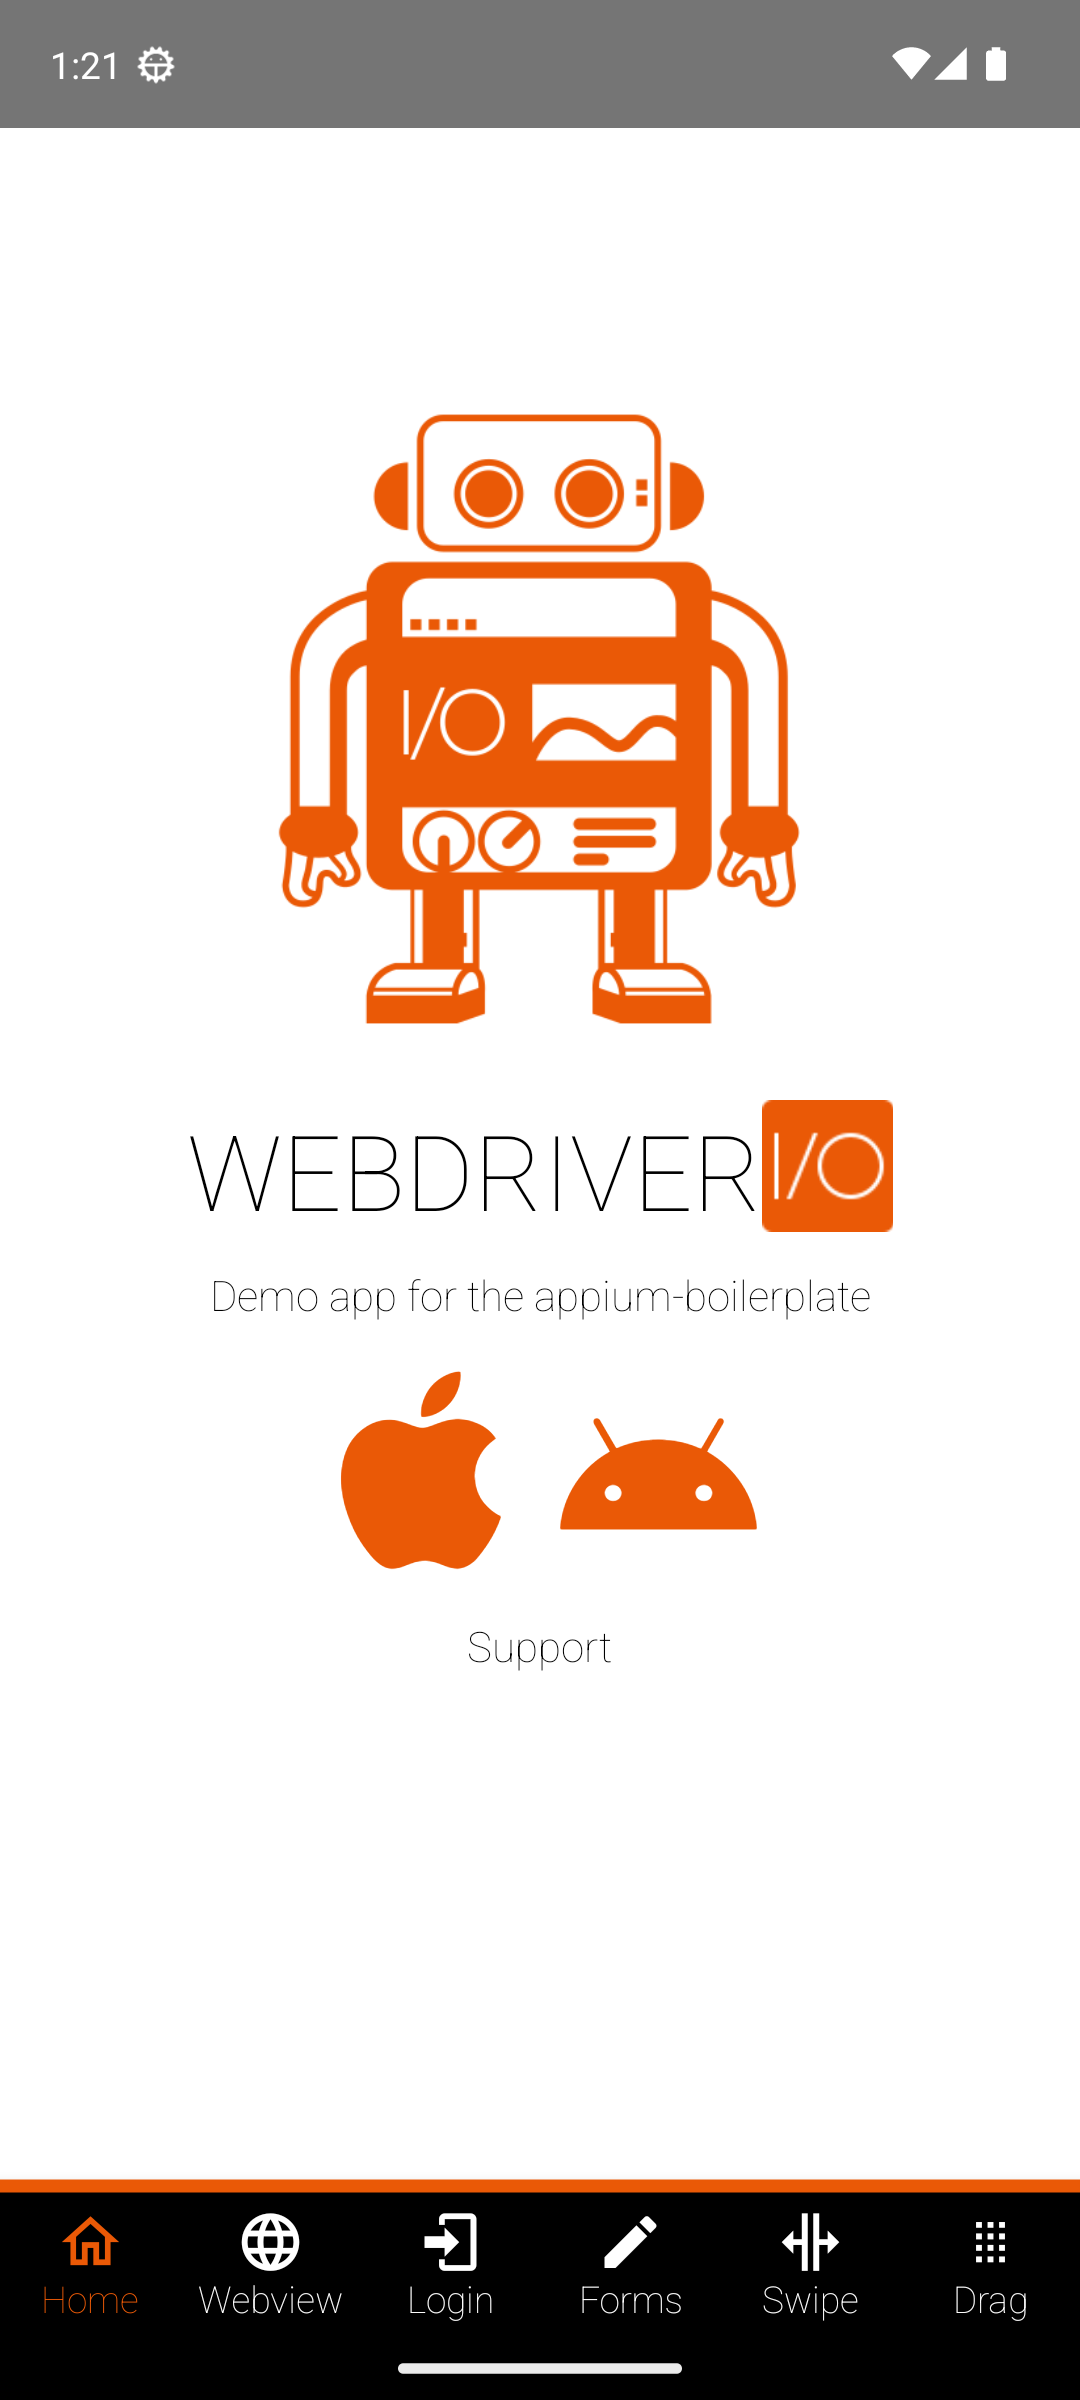 1:21
I/O
WEBDRIVER I/O
Demo app for the appium-boilerplate
Support
Home Webview Login Forms Swipe Drag